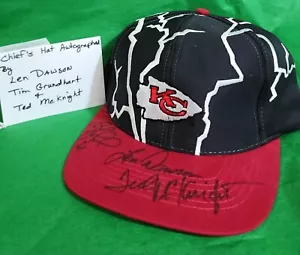 Chief's Hat Autographed
By
Len Dawson
Tim Grunhard
+
Ted McKnight
KC
Len Dawson
Ted McKnight